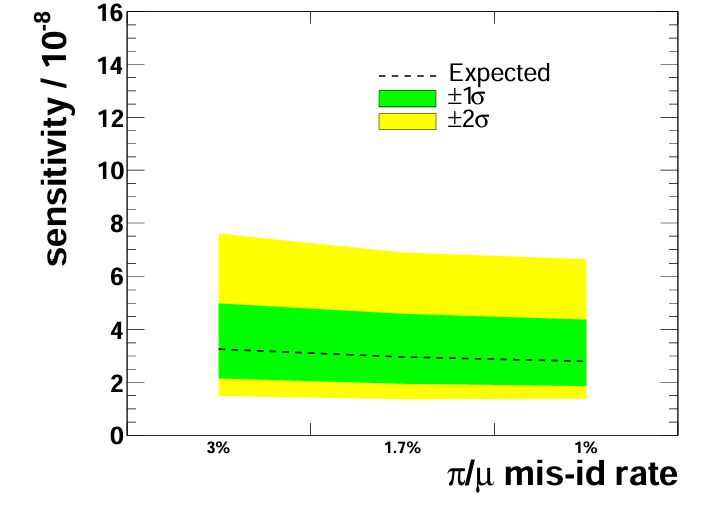 sensitivity / 10-8
16
14
12
10
8
6
4
2
0
Expected
±1σ
±2σ
3%
1.7%
1%
π/μ mis-id rate